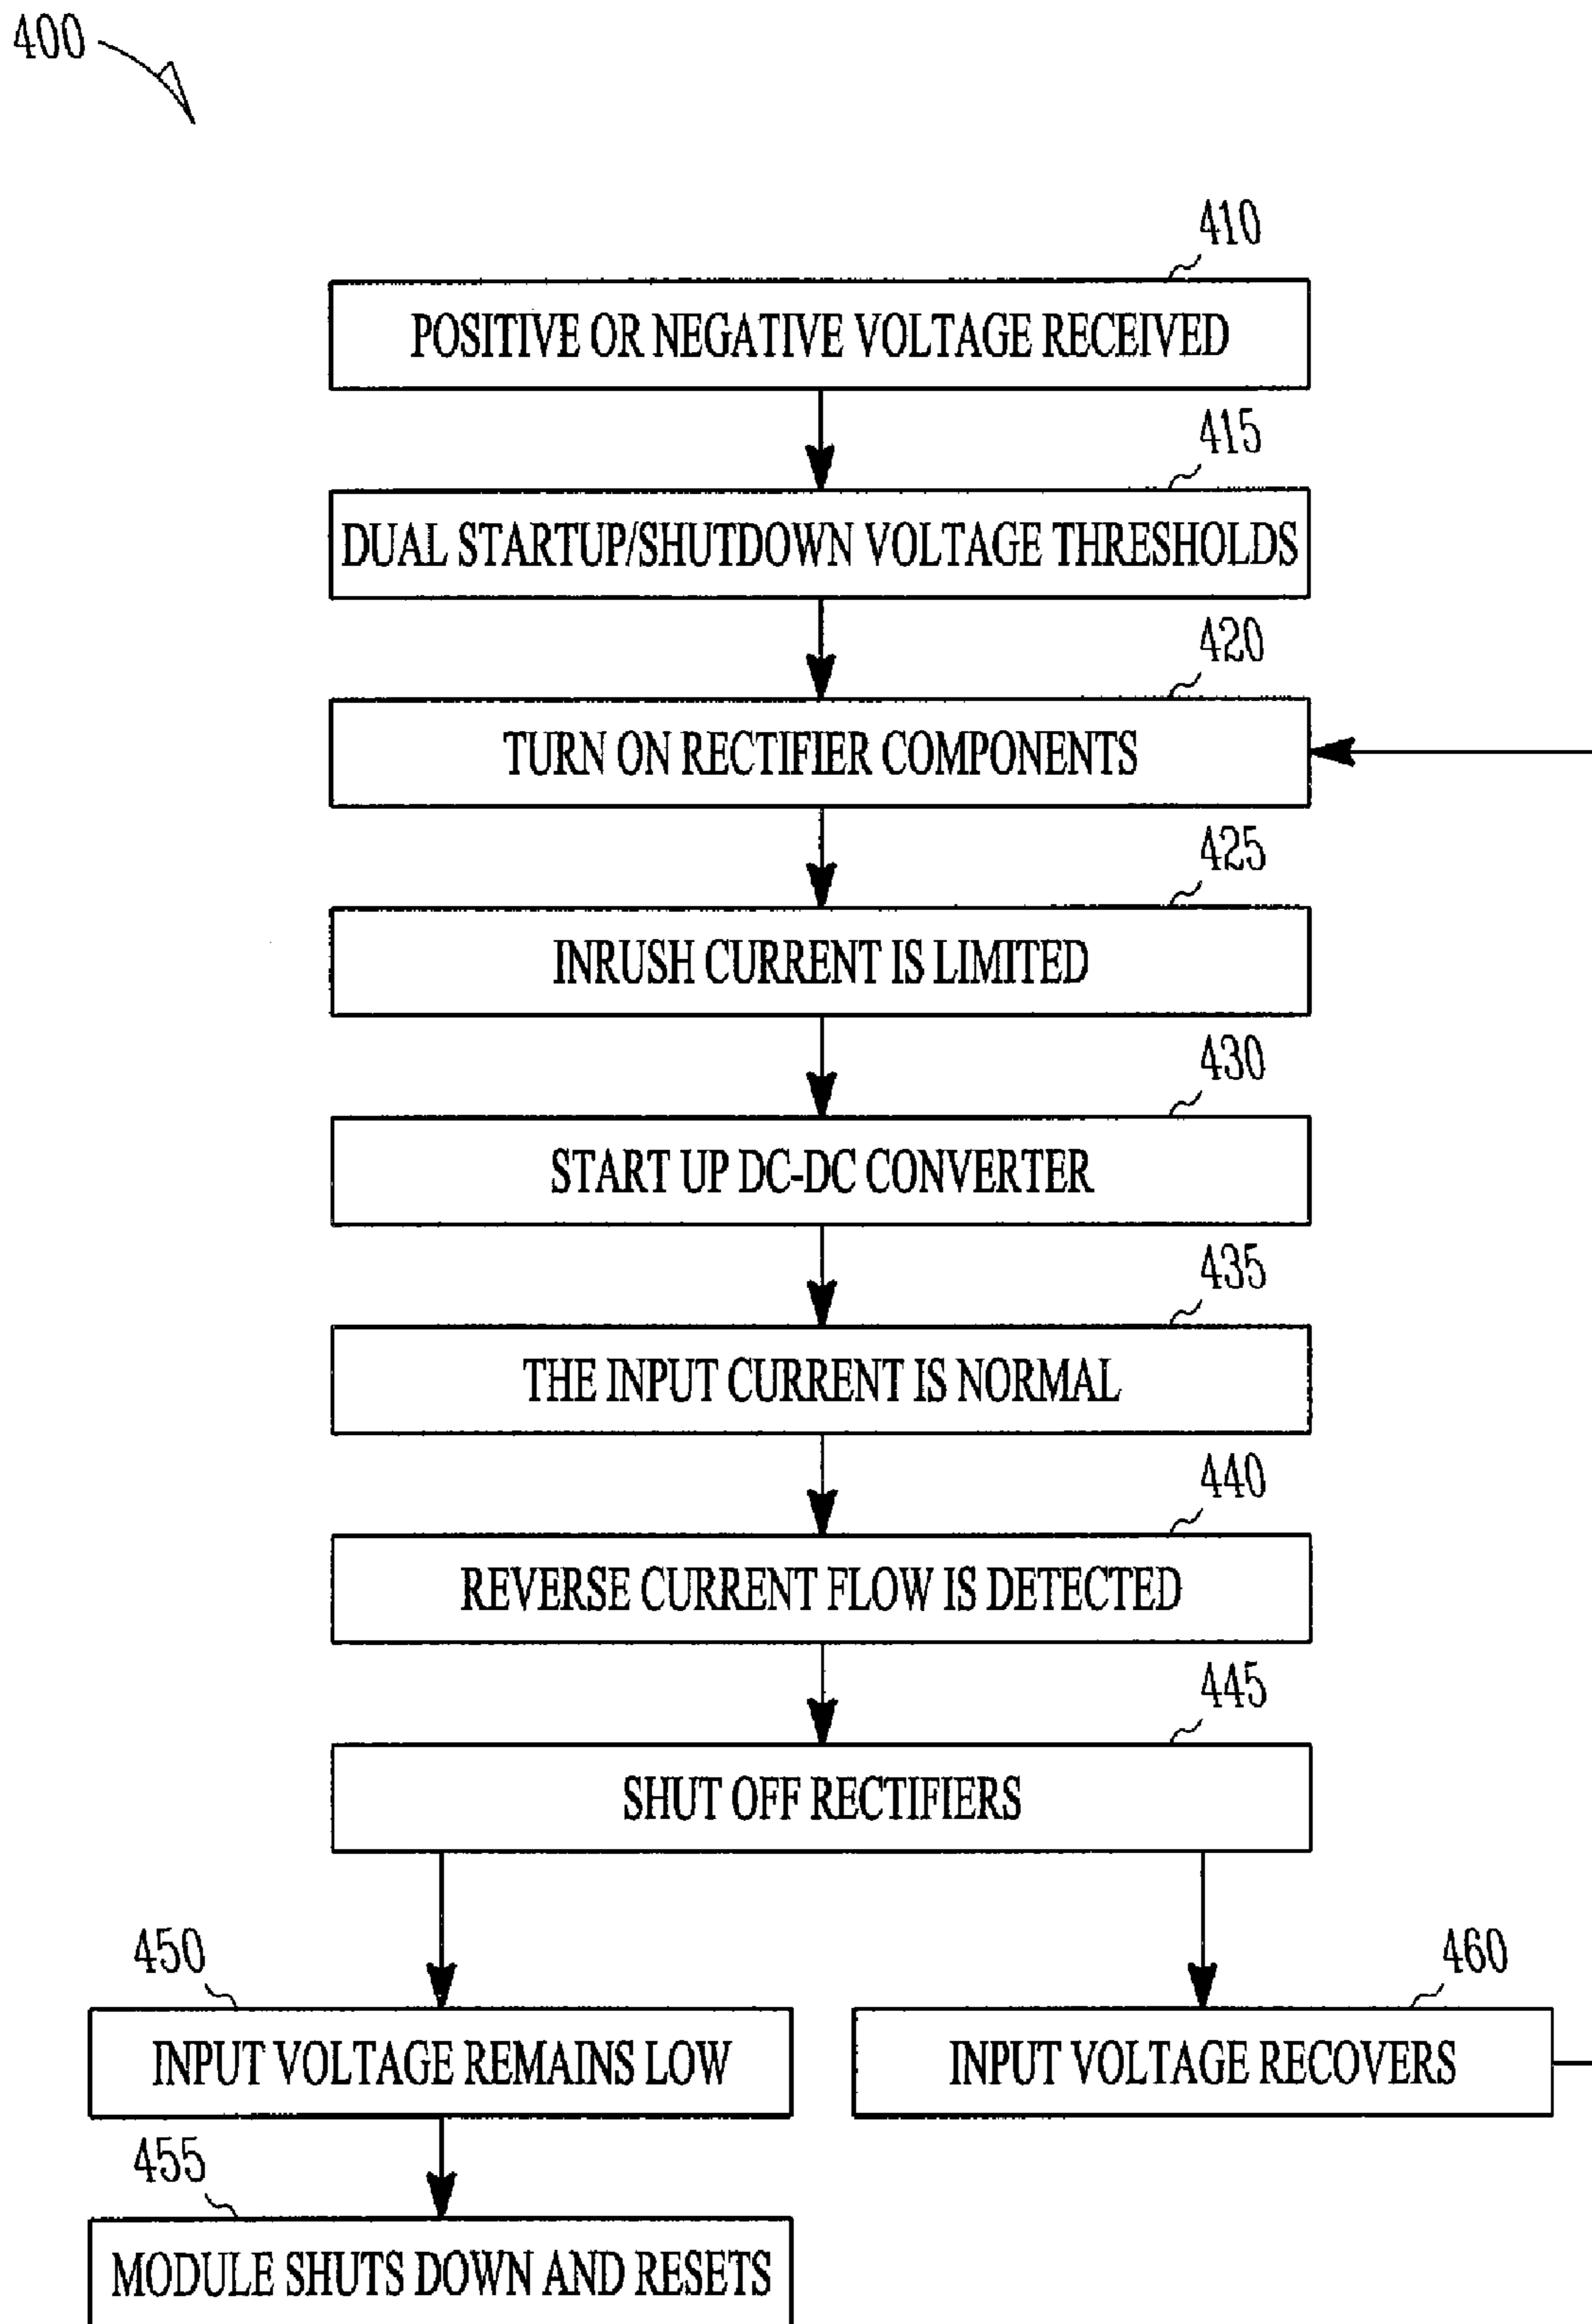 400
410
POSITIVE OR NEGATIVE VOLTAGE RECEIVED
415
DUAL STARTUP/SHUTDOWN VOLTAGE THRESHOLDS
420
TURN ON RECTIFIER COMPONENTS
425
INRUSH CURRENT IS LIMITED
430
START UP DC-DC CONVERTER
435
THE INPUT CURRENT IS NORMAL
440
REVERSE CURRENT FLOW IS DETECTED
445
SHUT OFF RECTIFIERS
450
INPUT VOLTAGE REMAINS LOW
460
INPUT VOLTAGE RECOVERS
455
MODULE SHUTS DOWN AND RESETS